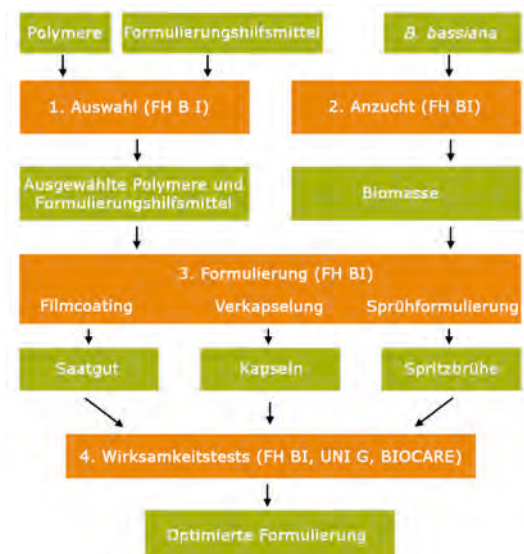 Polymere
Formulierungshilfsmittel
B. bassiana
1. Auswahl (FH B I)
2. Anzucht (FH BI)
Ausgewählte Polymere und
Formulierungshilfsmittel
Biomasse
3. Formulierung (FH BI)
Filmcoating
Verkapselung
Sprühformulierung
Saatgut
Kapseln
Spritzbrühe
4. Wirksamkeitstests (FH BI, UNI G, BIOCARE)
Optimierte Formulierung